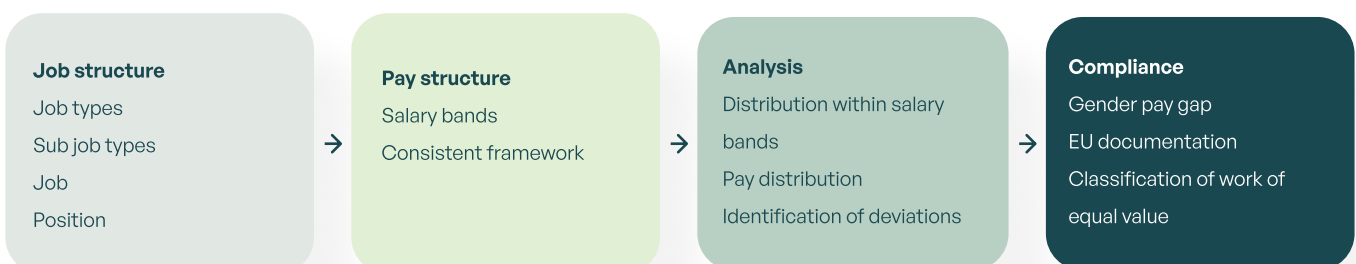 Job structure
Job types
Sub job types
Job
Position
Pay structure
Salary bands
Consistent framework
Analysis
Distribution within salary
bands
Pay distribution
Identification of deviations
Compliance
Gender pay gap
EU documentation
Classification of work of
equal value